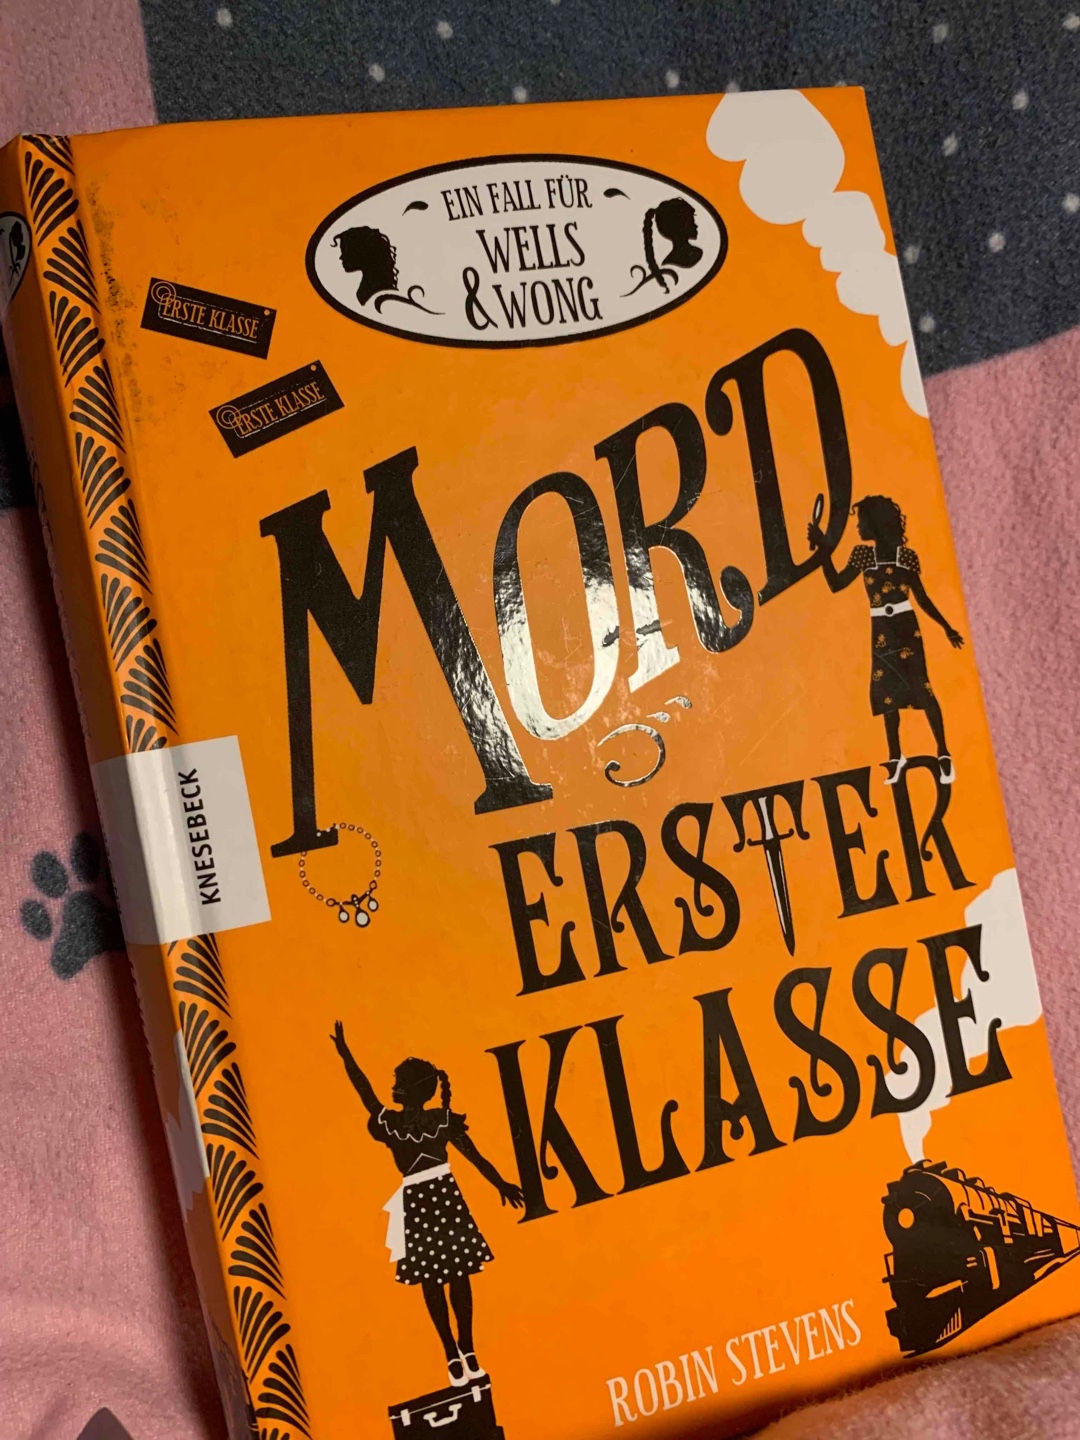 EIN FALL FÜR
WELLS
& WONG
ERSTE KLASSE
ERSTE KLASSE
MORD
ERSTER
KLASSE
KNESEBECK
ROBIN STEVENS